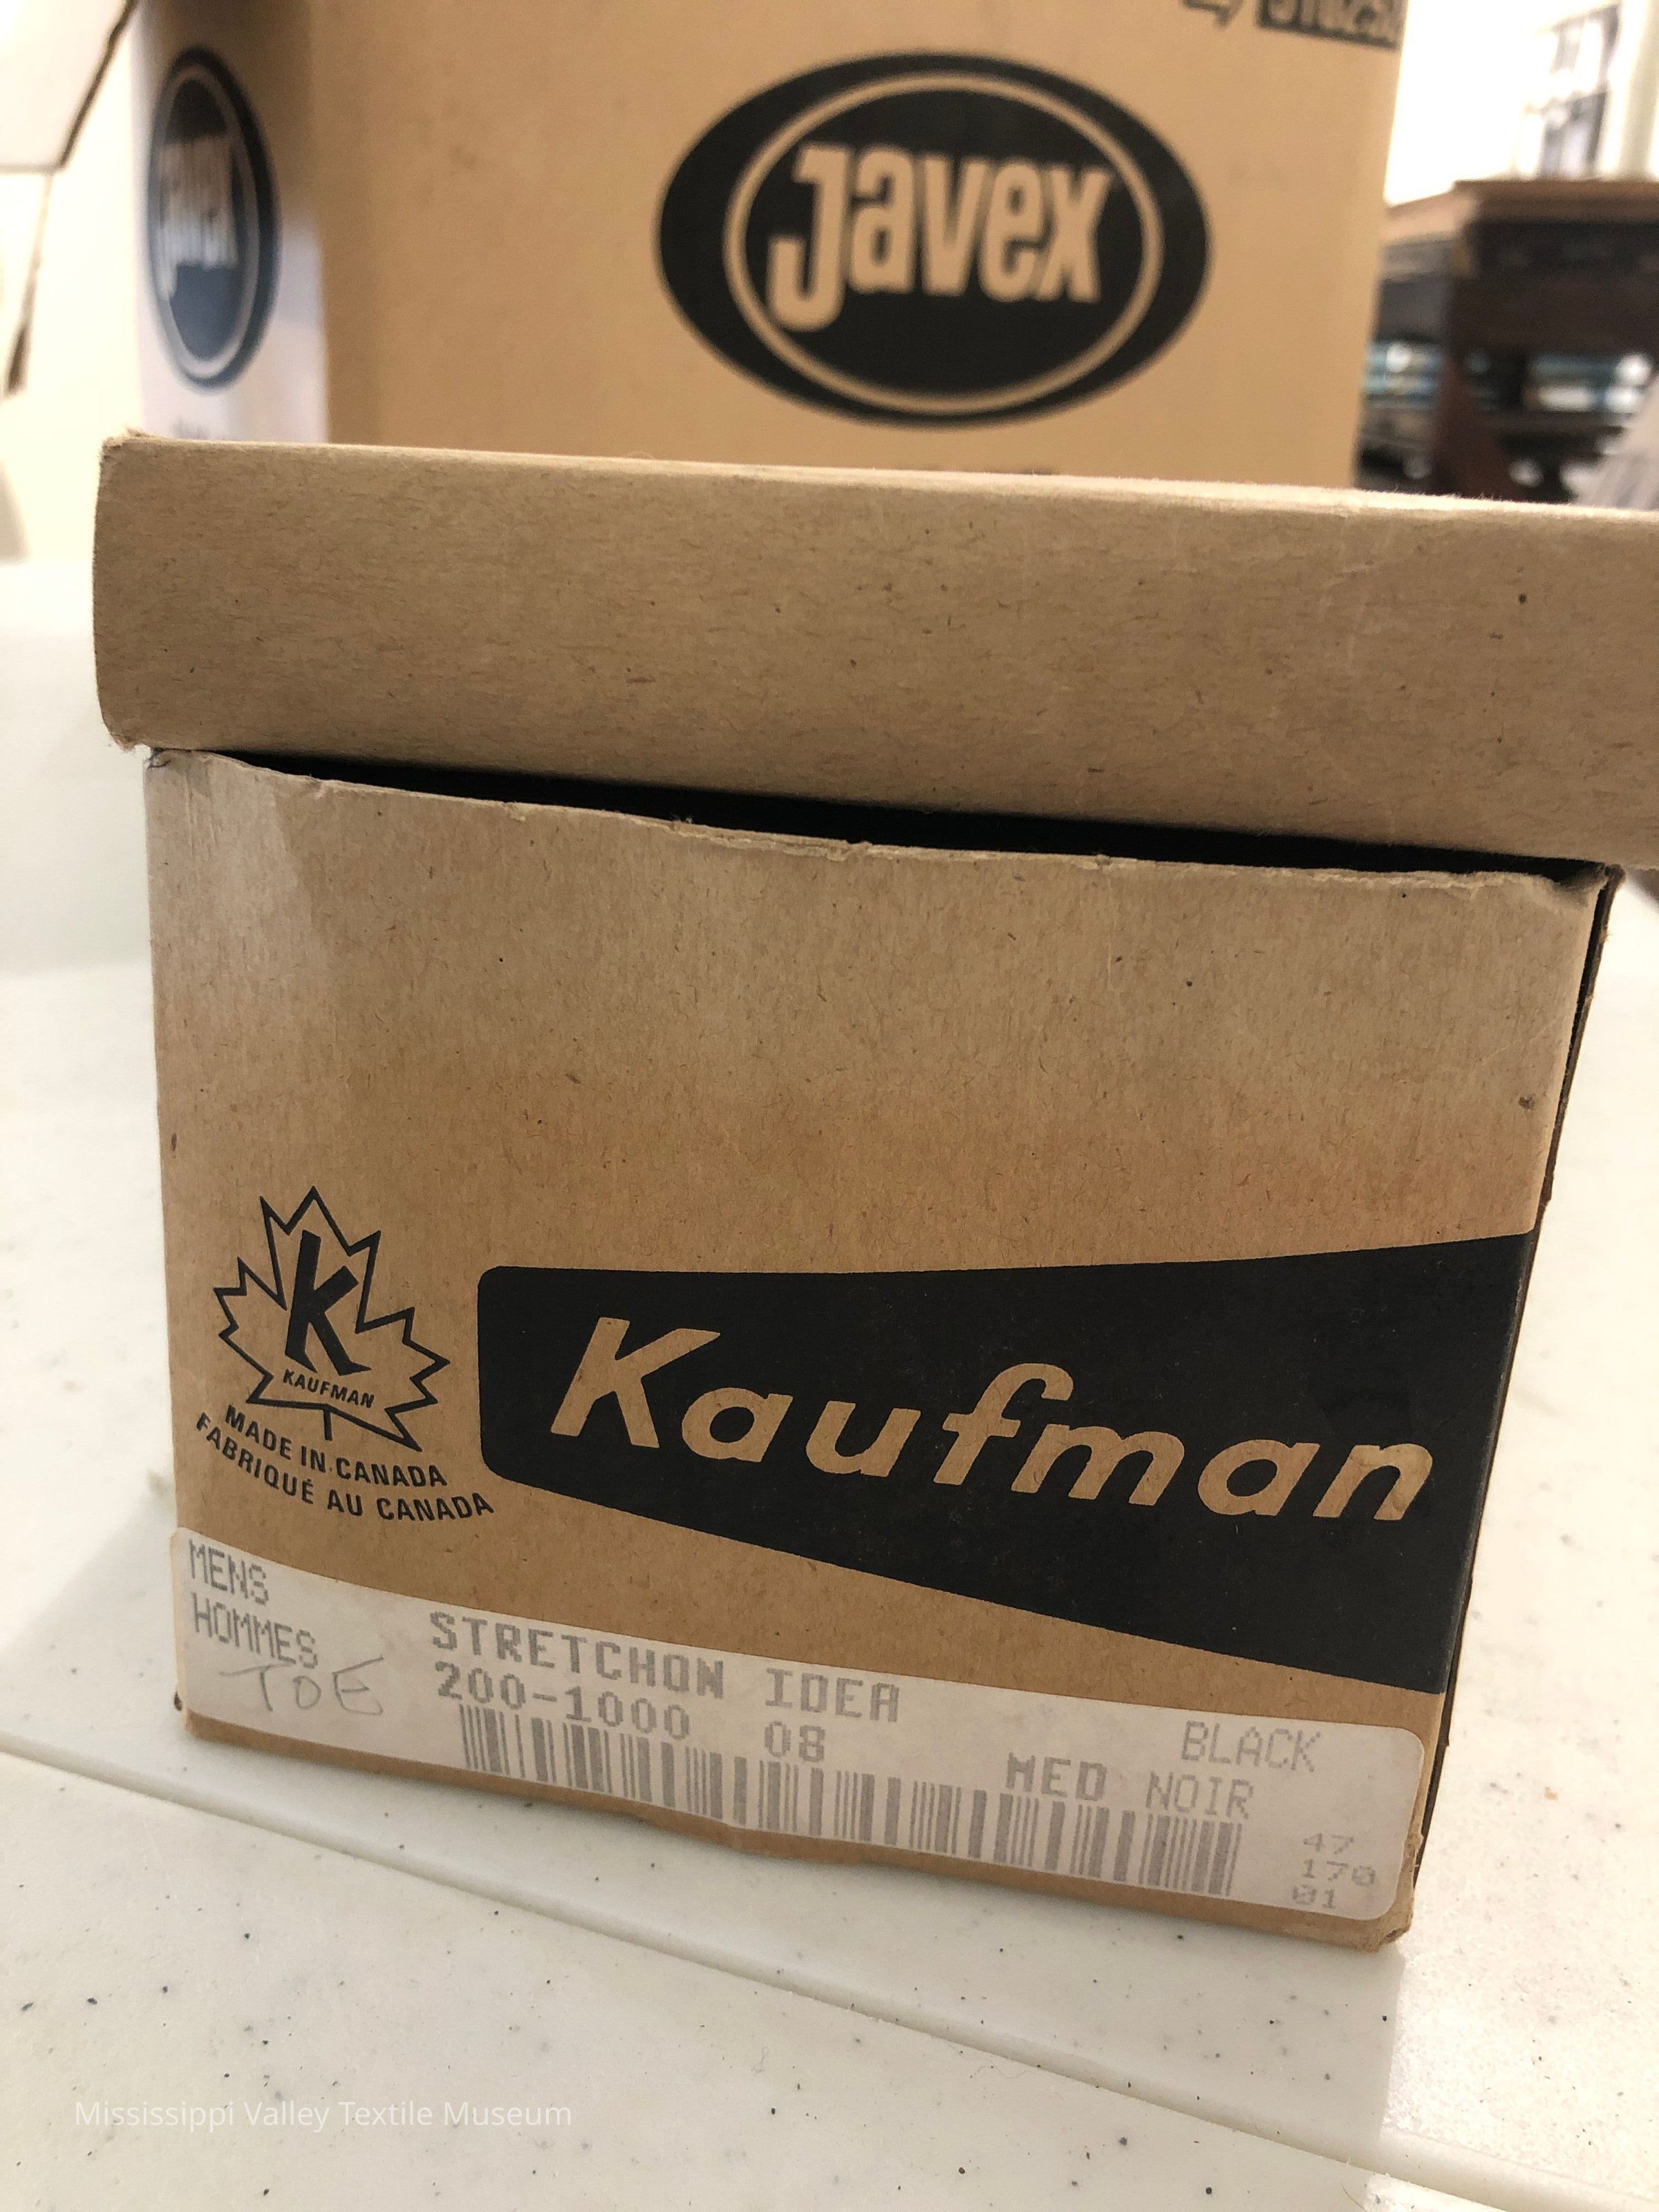 Javex
Javex
K
KAUFMAN
MADE IN CANADA
FABRIQUÉ AU CANADA
Kaufman
MENS
HOMMES
TOE
STRETCHON IDEA
200-1000 08
MED
BLACK
NOIR
47
170
01
Mississippi Valley Textile Museum